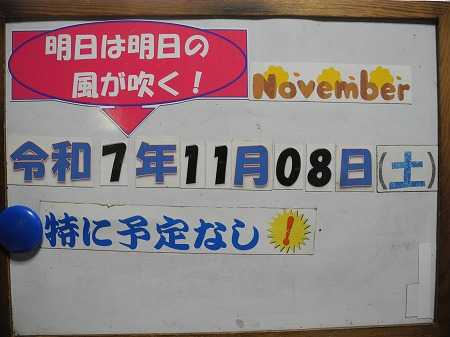 明日は明日の
風が吹く！
November
令和7年11月08日(土)
特に予定なし！